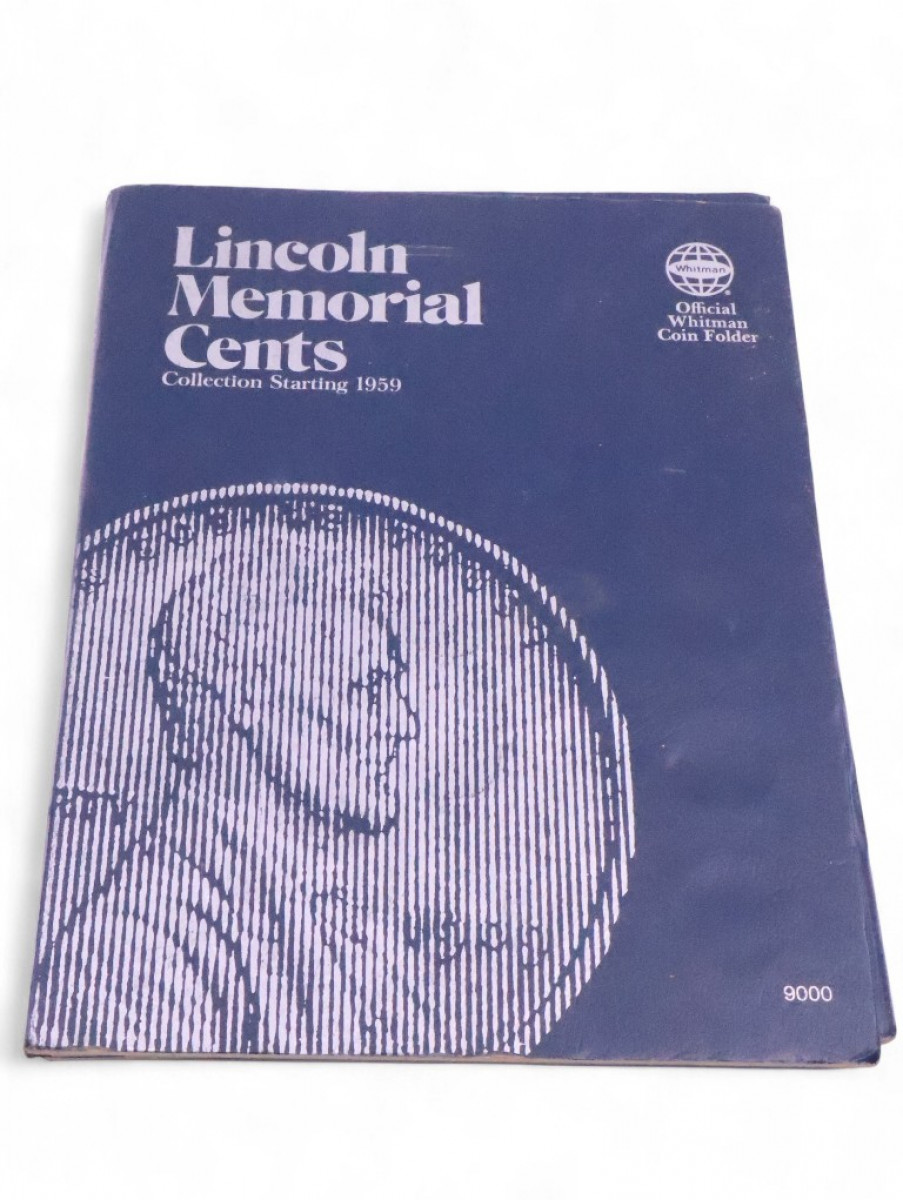 Lincoln
Memorial
Cents
Collection Starting 1959
Whitman
®
Official
Whitman
Coin Folder
9000